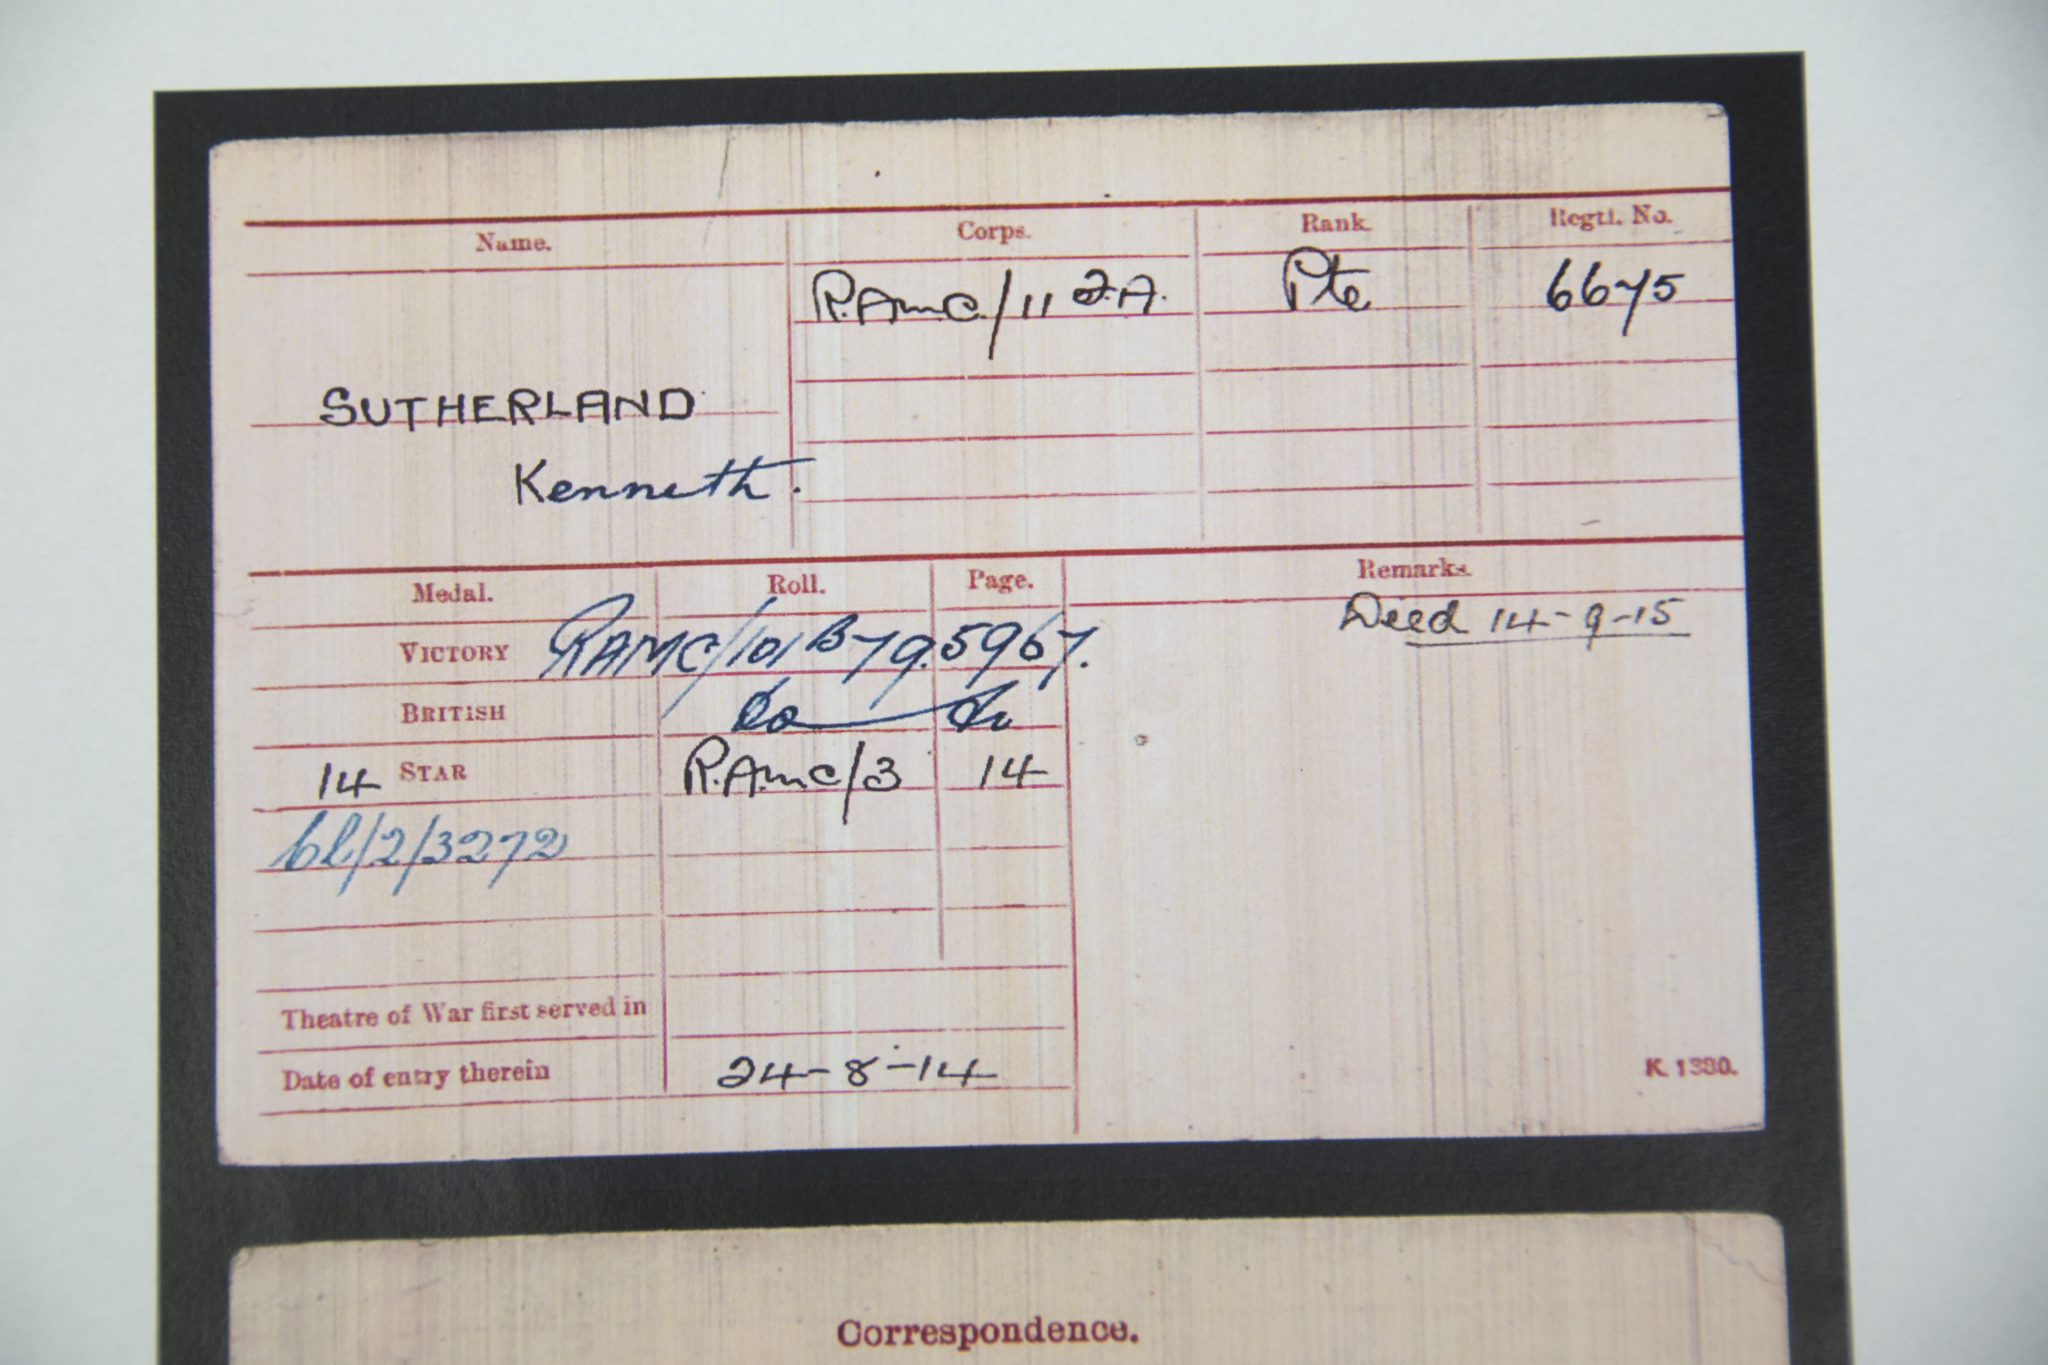 Name. Corps. Rank. Regtl. No.
R.A.M.C./11 F.A. Pte 6675
SUTHERLAND
Kenneth.
Medal. Roll. Page. Remarks.
VICTORY RAMC/101 B79. 5967. Died 14-9-15
BRITISH Do Do
14 STAR R.A.M.C/3 14
/2/3272
Theatre of War first served in
Date of entry therein 24-8-14
K. 1380.
Correspondence.